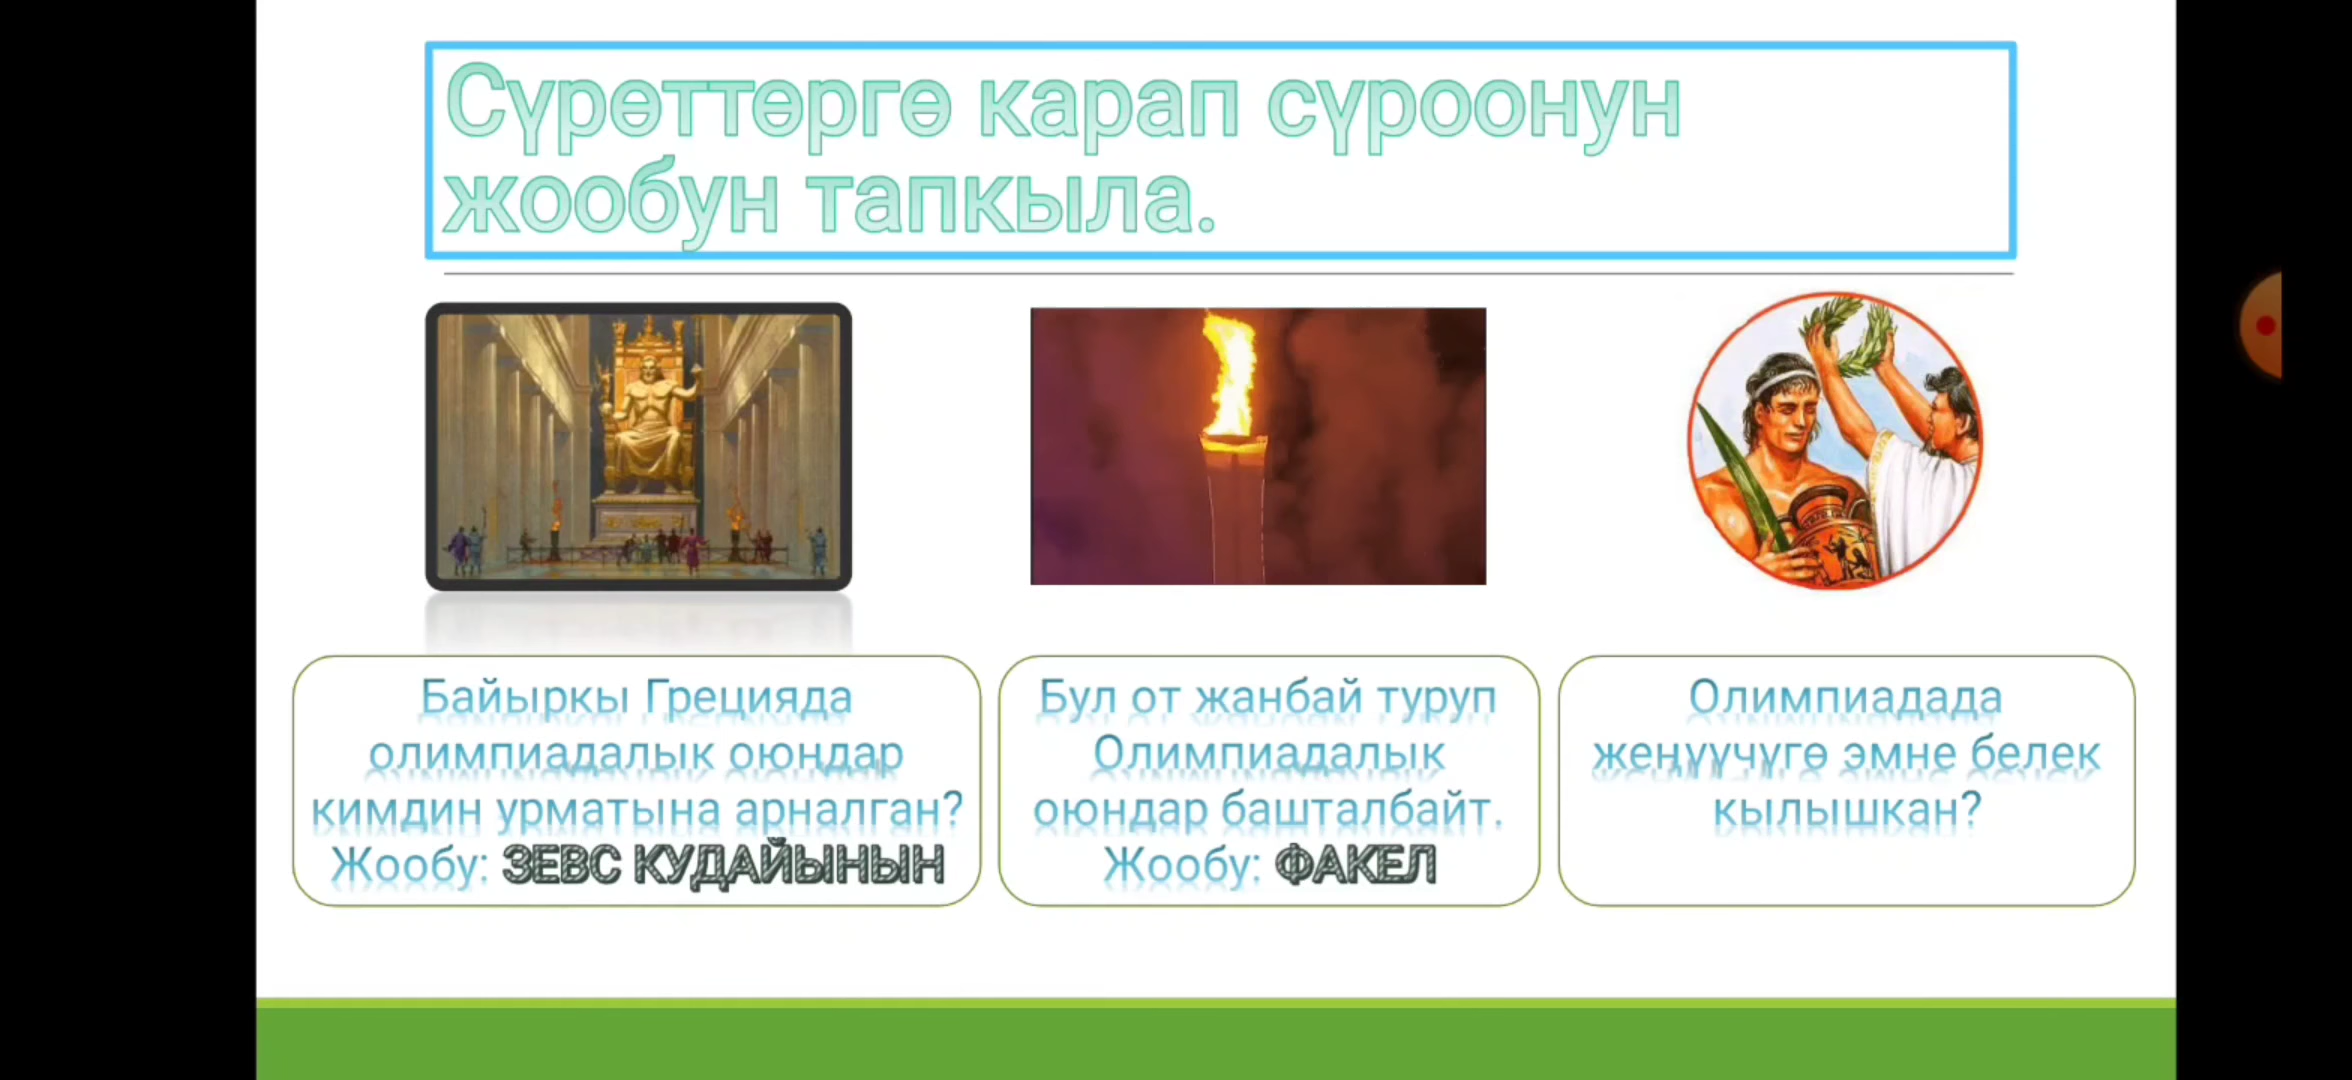 Сүрөттөргө карап сүроонун
жообун тапкыла.
Байыркы Грецияда
олимпиадалык оюндар
кимдин урматына арналган?
Жообу: ЗЕВС КУДАЙЫНЫН
Бул от жанбай туруп
Олимпиадалык
оюндар башталбайт.
Жообу: ФАКЕЛ
Олимпиадада
жеңүүчүгө эмне белек
кылышкан?